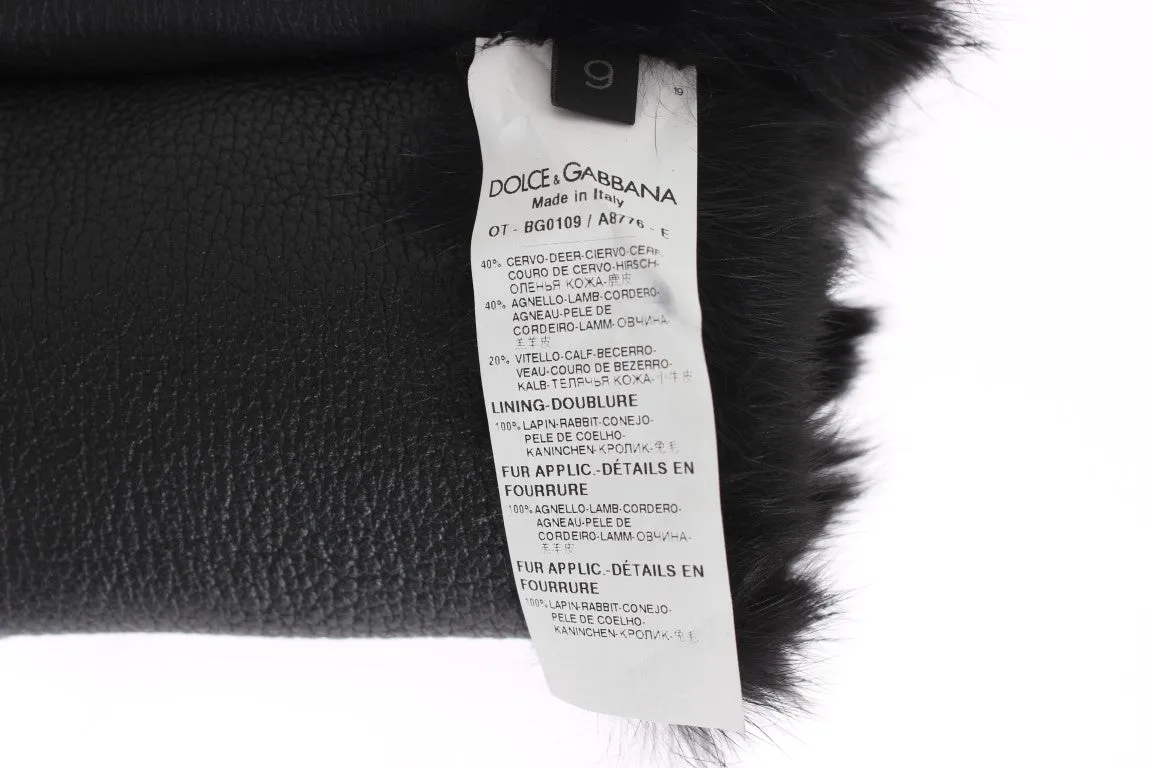 9
19
DOLCE & GABBANA
Made in Italy
OT - BG0109 / A8776 - E
40% CERVO-DEER-CIERVO-CERF
COURO DE CERVO-HIRSCH-
ОЛЕНЬЯ КОЖА-鹿皮
40% AGNELLO-LAMB-CORDERO-
AGNEAU-PELE DE
CORDEIRO-LAMM-ОВЧИНА-
羔羊皮
20% VITELLO-CALF-BECERRO-
VEAU-COURO DE BEZERRO-
KALB-ТЕЛЯЧЬЯ КОЖА-小牛皮
LINING-DOUBLURE
100% LAPIN-RABBIT-CONEJO-
PELE DE COELHO-
KANINCHEN-КРОЛИК-兔毛
FUR APPLIC.-DÉTAILS EN
FOURRURE
100% AGNELLO-LAMB-CORDERO-
AGNEAU-PELE DE
CORDEIRO-LAMM-ОВЧИНА-
羔羊皮
FUR APPLIC.-DÉTAILS EN
FOURRURE
100% LAPIN-RABBIT-CONEJO-
PELE DE COELHO-
KANINCHEN-КРОЛИК-兔毛